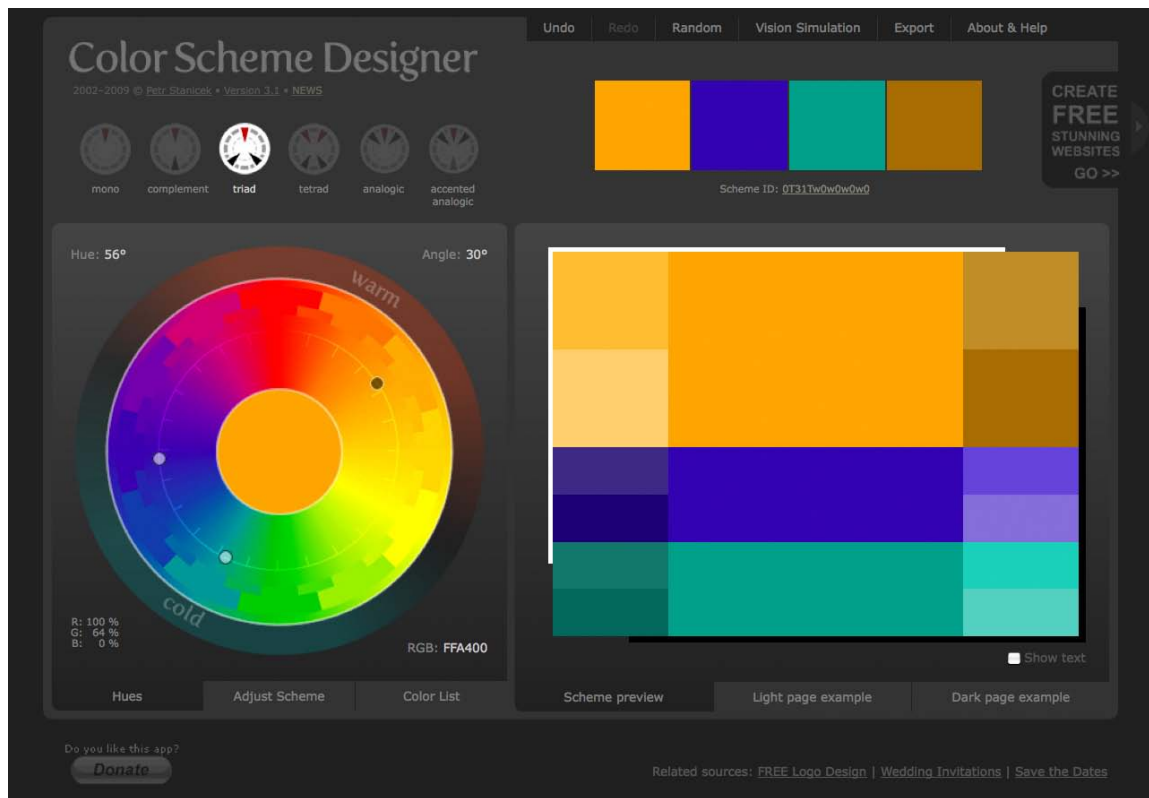 Undo
Redo
Random
Vision Simulation
Export
About & Help
Color Scheme Designer
2002–2009 © Petr Stanicek • Version 3.1 • NEWS
mono
complement
triad
tetrad
analogic
accented
analogic
Scheme ID: 0T31Tw0w0w0w0
CREATE
FREE
STUNNING
WEBSITES
GO >>
Hue: 56°
Angle: 30°
warm
cold
R: 100 %
G: 64 %
B: 0 %
RGB: FFA400
Hues
Adjust Scheme
Color List
Show text
Scheme preview
Light page example
Dark page example
Do you like this app?
Donate
Related sources: FREE Logo Design | Wedding Invitations | Save the Dates